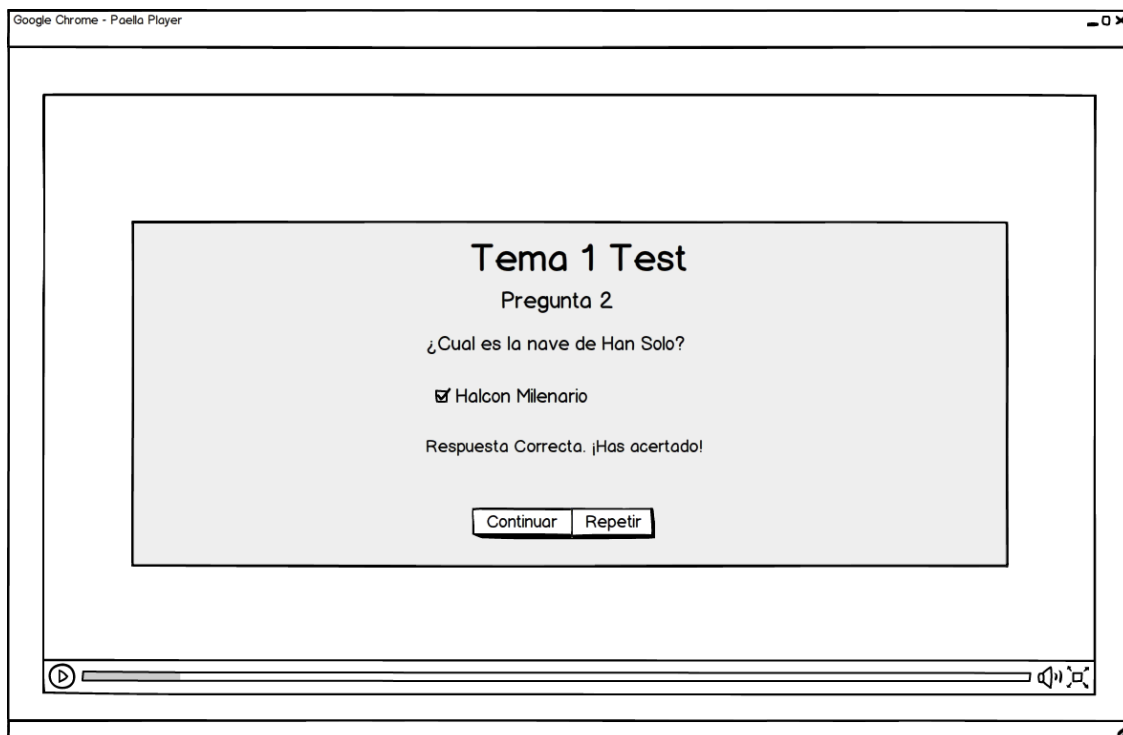 Google Chrome - Paella Player
Tema 1 Test
Pregunta 2
¿Cual es la nave de Han Solo?
Halcon Milenario
Respuesta Correcta. ¡Has acertado!
Continuar Repetir